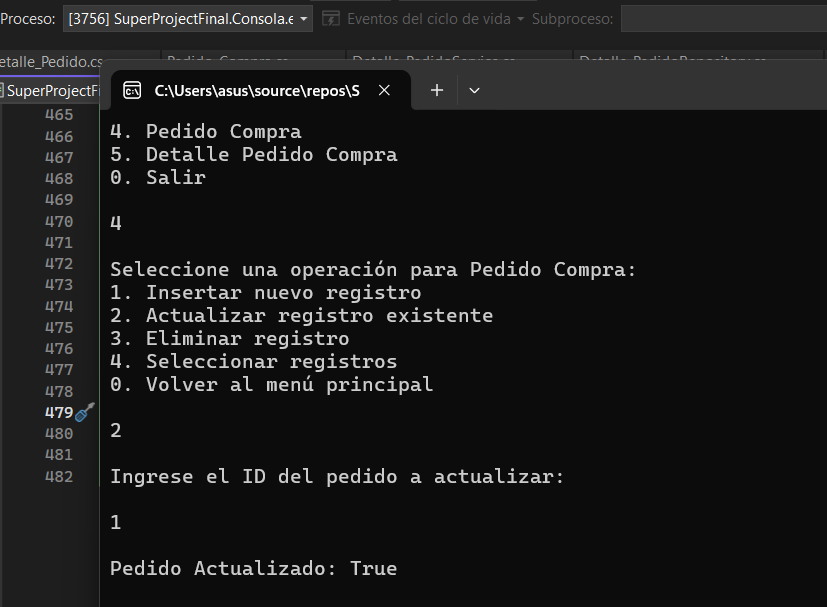 Proceso: [3756] SuperProjectFinal.Consola.e Eventos del ciclo de vida Subproceso:
etalle_Pedido.cs
SuperProjectFi
C:\Users\asus\source\repos\S
465
466
467
468
469
470
471
472
473
474
475
476
477
478
479
480
481
482
4. Pedido Compra
5. Detalle Pedido Compra
0. Salir
4
Seleccione una operación para Pedido Compra:
1. Insertar nuevo registro
2. Actualizar registro existente
3. Eliminar registro
4. Seleccionar registros
0. Volver al menú principal
2
Ingrese el ID del pedido a actualizar:
1
Pedido Actualizado: True